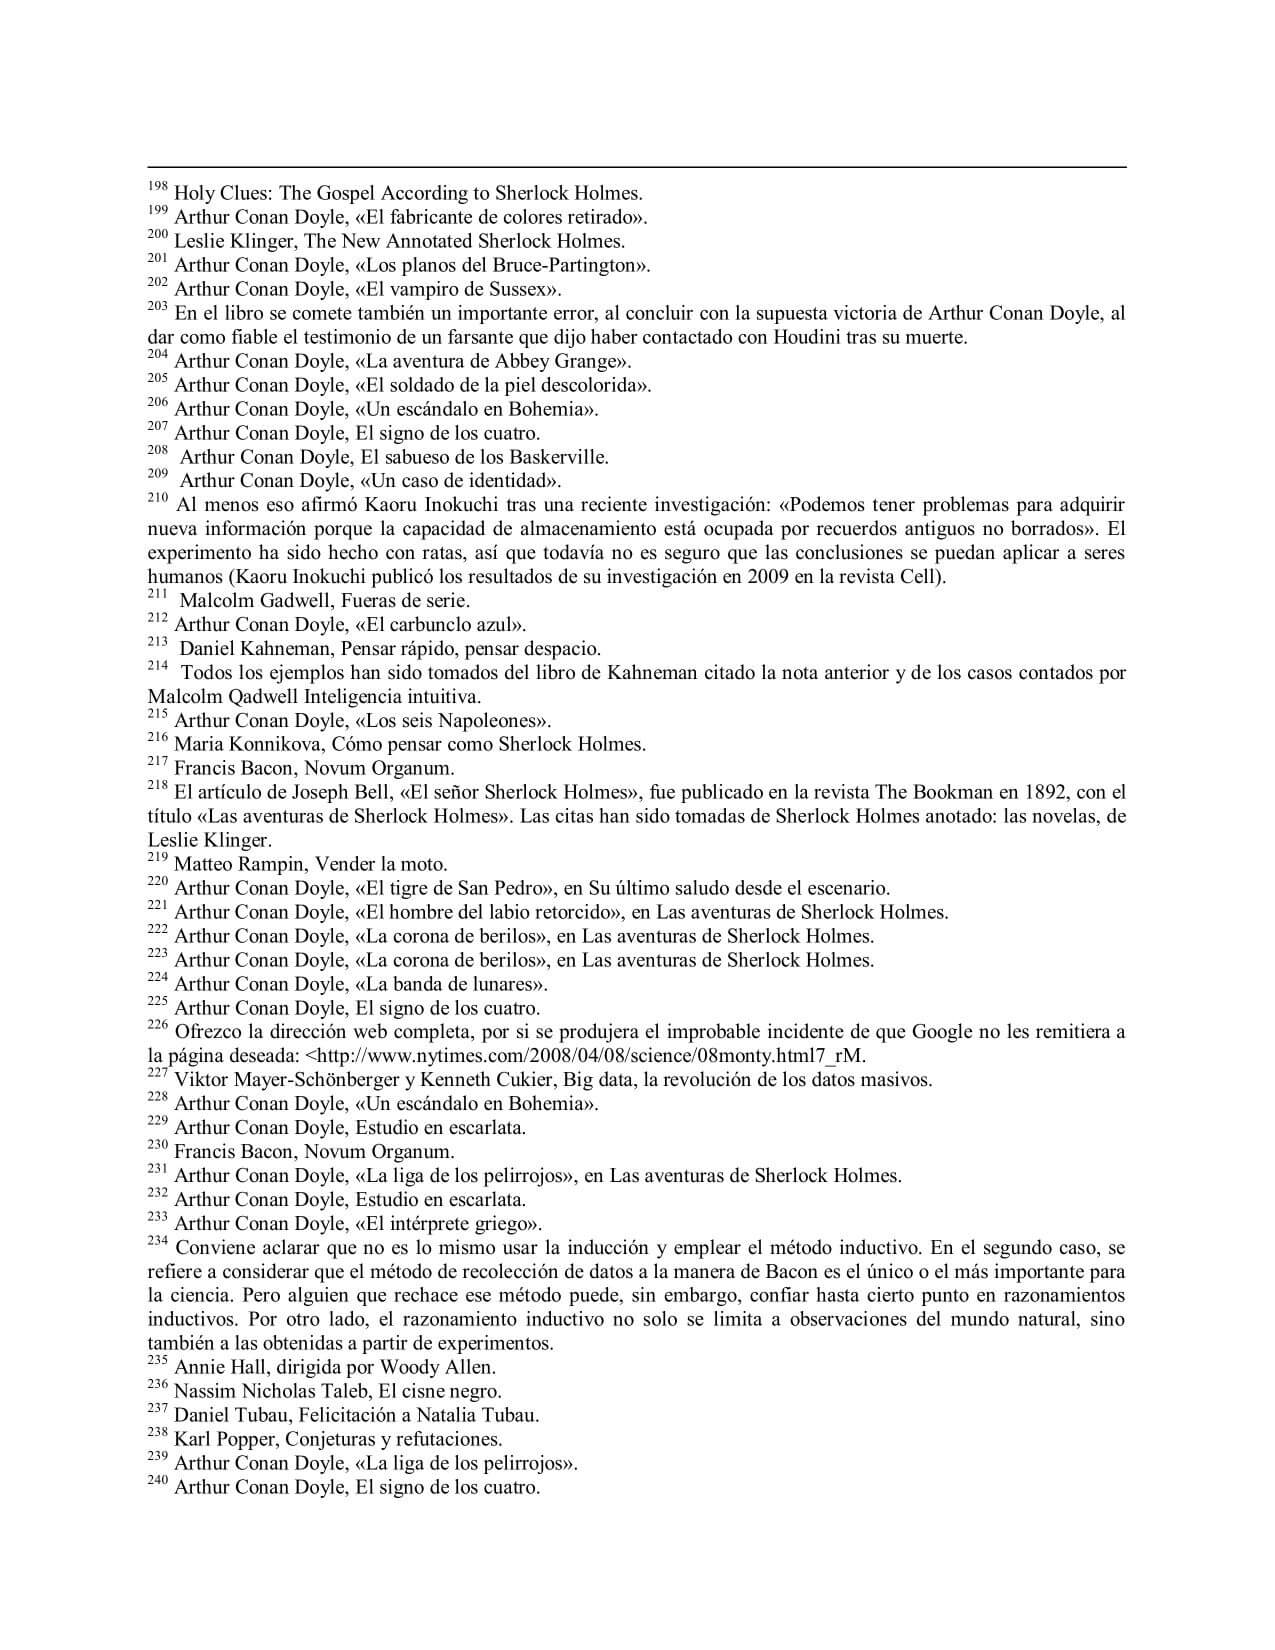 198 Holy Clues: The Gospel According to Sherlock Holmes.
199 Arthur Conan Doyle, «El fabricante de colores retirado».
200 Leslie Klinger, The New Annotated Sherlock Holmes.
201 Arthur Conan Doyle, «Los planos del Bruce-Partington».
202 Arthur Conan Doyle, «El vampiro de Sussex».
203 En el libro se comete también un importante error, al concluir con la supuesta victoria de Arthur Conan Doyle, al
dar como fiable el testimonio de un farsante que dijo haber contactado con Houdini tras su muerte.
204 Arthur Conan Doyle, «La aventura de Abbey Grange».
205 Arthur Conan Doyle, «El soldado de la piel descolorida».
206 Arthur Conan Doyle, «Un escándalo en Bohemia».
207 Arthur Conan Doyle, El signo de los cuatro.
208 Arthur Conan Doyle, El sabueso de los Baskerville.
209 Arthur Conan Doyle, «Un caso de identidad».
210 Al menos eso afirmó Kaoru Inokuchi tras una reciente investigación: «Podemos tener problemas para adquirir
nueva información porque la capacidad de almacenamiento está ocupada por recuerdos antiguos no borrados». El
experimento ha sido hecho con ratas, así que todavía no es seguro que las conclusiones se puedan aplicar a seres
humanos (Kaoru Inokuchi publicó los resultados de su investigación en 2009 en la revista Cell).
211 Malcolm Gadwell, Fueras de serie.
212 Arthur Conan Doyle, «El carbunclo azul».
213 Daniel Kahneman, Pensar rápido, pensar despacio.
214 Todos los ejemplos han sido tomados del libro de Kahneman citado la nota anterior y de los casos contados por
Malcolm Qadwell Inteligencia intuitiva.
215 Arthur Conan Doyle, «Los seis Napoleones».
216 Maria Konnikova, Cómo pensar como Sherlock Holmes.
217 Francis Bacon, Novum Organum.
218 El artículo de Joseph Bell, «El señor Sherlock Holmes», fue publicado en la revista The Bookman en 1892, con el
título «Las aventuras de Sherlock Holmes». Las citas han sido tomadas de Sherlock Holmes anotado: las novelas, de
Leslie Klinger.
219 Matteo Rampin, Vender la moto.
220 Arthur Conan Doyle, «El tigre de San Pedro», en Su último saludo desde el escenario.
221 Arthur Conan Doyle, «El hombre del labio retorcido», en Las aventuras de Sherlock Holmes.
222 Arthur Conan Doyle, «La corona de berilos», en Las aventuras de Sherlock Holmes.
223 Arthur Conan Doyle, «La corona de berilos», en Las aventuras de Sherlock Holmes.
224 Arthur Conan Doyle, «La banda de lunares».
225 Arthur Conan Doyle, El signo de los cuatro.
226 Ofrezco la dirección web completa, por si se produjera el improbable incidente de que Google no les remitiera a
la página deseada: <http://www.nytimes.com/2008/04/08/science/08monty.html7_rM.
227 Viktor Mayer-Schönberger y Kenneth Cukier, Big data, la revolución de los datos masivos.
228 Arthur Conan Doyle, «Un escándalo en Bohemia».
229 Arthur Conan Doyle, Estudio en escarlata.
230 Francis Bacon, Novum Organum.
231 Arthur Conan Doyle, «La liga de los pelirrojos», en Las aventuras de Sherlock Holmes.
232 Arthur Conan Doyle, Estudio en escarlata.
233 Arthur Conan Doyle, «El intérprete griego».
234 Conviene aclarar que no es lo mismo usar la inducción y emplear el método inductivo. En el segundo caso, se
refiere a considerar que el método de recolección de datos a la manera de Bacon es el único o el más importante para
la ciencia. Pero alguien que rechace ese método puede, sin embargo, confiar hasta cierto punto en razonamientos
inductivos. Por otro lado, el razonamiento inductivo no solo se limita a observaciones del mundo natural, sino
también a las obtenidas a partir de experimentos.
235 Annie Hall, dirigida por Woody Allen.
236 Nassim Nicholas Taleb, El cisne negro.
237 Daniel Tubau, Felicitación a Natalia Tubau.
238 Karl Popper, Conjeturas y refutaciones.
239 Arthur Conan Doyle, «La liga de los pelirrojos».
240 Arthur Conan Doyle, El signo de los cuatro.